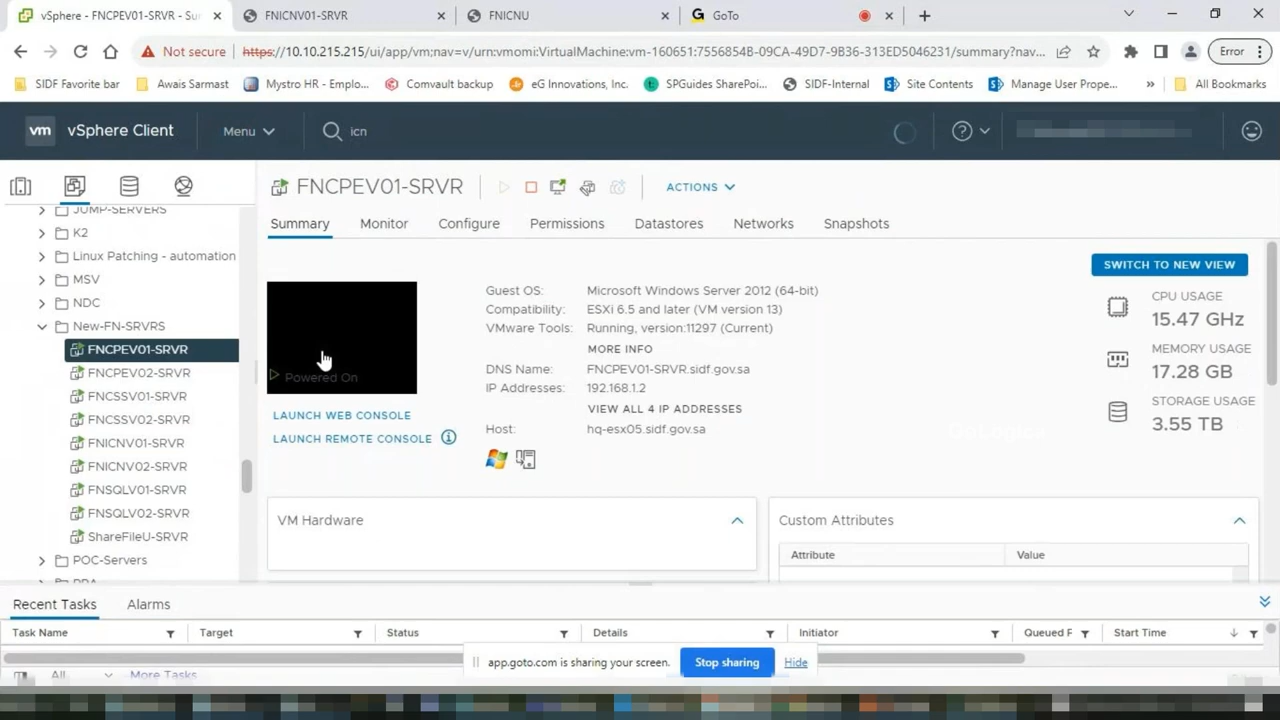 vSphere - FNCPEV01-SRVR - Sur
FNICNV01-SRVR
FNICNU
GoTo
Not secure
https://10.10.215.215/ui/app/vm;nav=v/urn:vmomi:VirtualMachine:vm-160651:7556854B-09CA-49D7-9B36-313ED5046231/summary?nav...
Error
SIDF Favorite bar
Awais Sarmast
Mystro HR - Emplo...
Comvault backup
eG Innovations, Inc.
SPGuides SharePoi...
SIDF-Internal
Site Contents
Manage User Prope...
»
All Bookmarks
vm
vSphere Client
Menu
icn
JUMP-SERVERS
K2
Linux Patching - automation
MSV
NDC
New-FN-SRVRS
FNCPEV01-SRVR
FNCPEV02-SRVR
FNCSSV01-SRVR
FNCSSV02-SRVR
FNICNV01-SRVR
FNICNV02-SRVR
FNSQLV01-SRVR
FNSQLV02-SRVR
ShareFileU-SRVR
POC-Servers
FNCPEV01-SRVR
ACTIONS
Summary
Monitor
Configure
Permissions
Datastores
Networks
Snapshots
SWITCH TO NEW VIEW
Powered On
LAUNCH WEB CONSOLE
LAUNCH REMOTE CONSOLE
Guest OS: Microsoft Windows Server 2012 (64-bit)
Compatibility: ESXi 6.5 and later (VM version 13)
VMware Tools: Running, version:11297 (Current)
MORE INFO
DNS Name: FNCPEV01-SRVR.sidf.gov.sa
IP Addresses: 192.168.1.2
VIEW ALL 4 IP ADDRESSES
Host: hq-esx05.sidf.gov.sa
CPU USAGE
15.47 GHz
MEMORY USAGE
17.28 GB
STORAGE USAGE
3.55 TB
GoLogica
VM Hardware
Custom Attributes
Attribute
Value
Recent Tasks
Alarms
Task Name
Target
Status
Details
Initiator
Queued F
Start Time
app.goto.com is sharing your screen.
Stop sharing
Hide
All
More Tasks